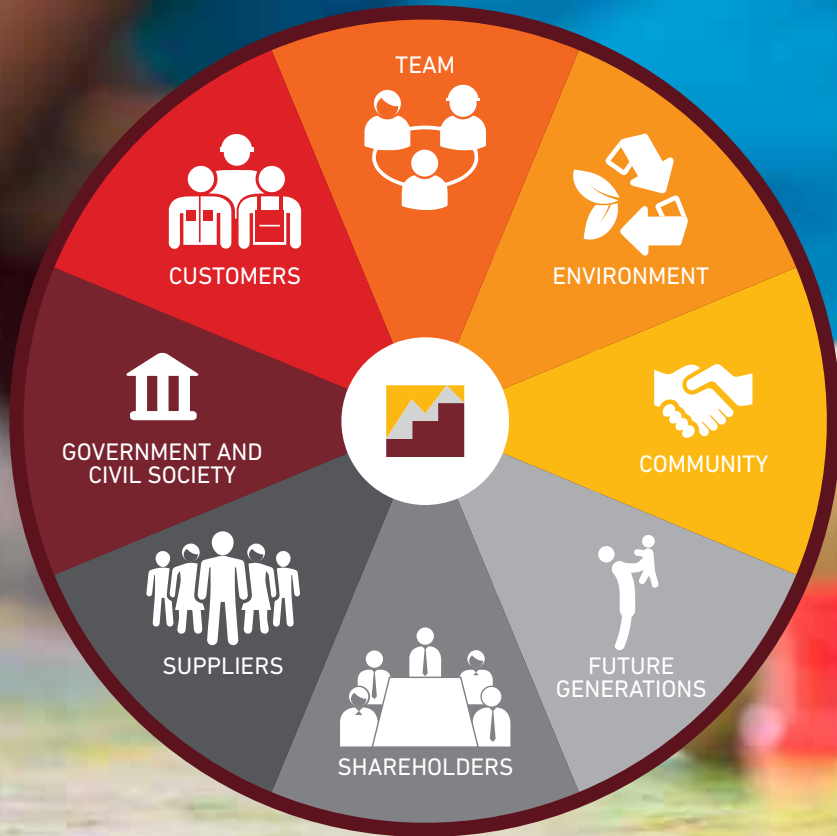 TEAM
ENVIRONMENT
COMMUNITY
FUTURE
GENERATIONS
SHAREHOLDERS
SUPPLIERS
GOVERNMENT AND
CIVIL SOCIETY
CUSTOMERS